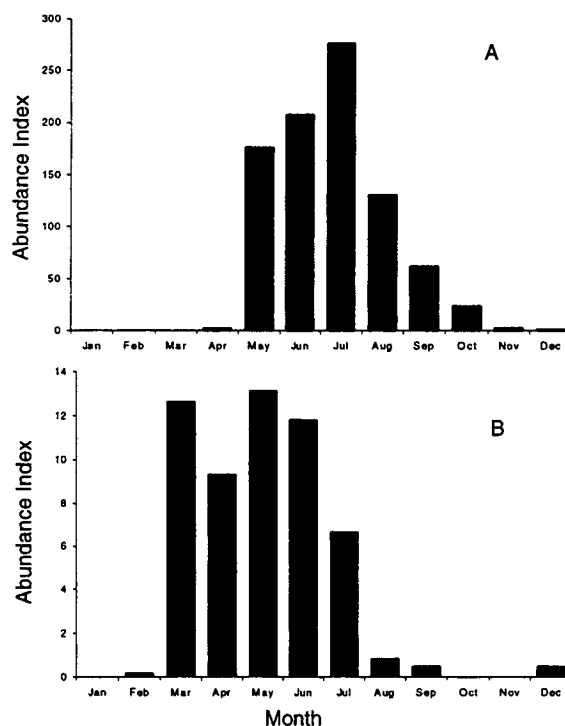 300
A
250
200
150
100
50
0
Abundance Index
Jan Feb Mar Apr May Jun Jul Aug Sep Oct Nov Dec
14
12
B
10
8
6
4
2
0
Abundance Index
Jan Feb Mar Apr May Jun Jul Aug Sep Oct Nov Dec
Month